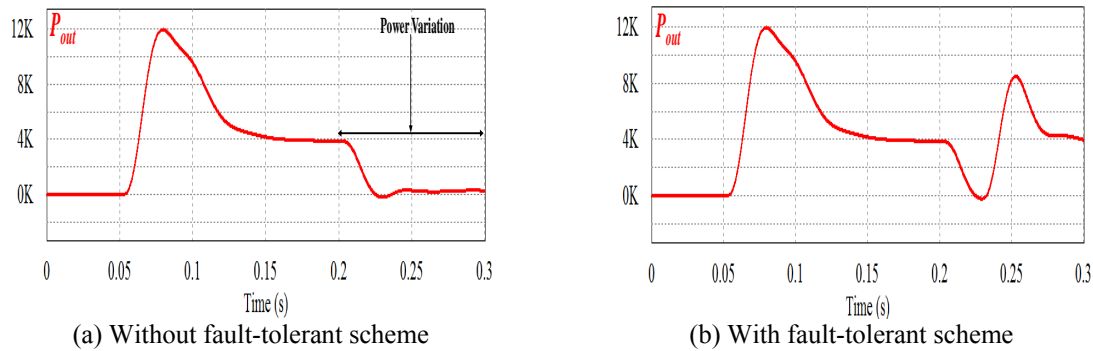 12K
8K
4K
0K
P_out
Power Variation
0 0.05 0.1 0.15 0.2 0.25 0.3
Time (s)
(a) Without fault-tolerant scheme
12K
8K
4K
0K
P_out
0 0.05 0.1 0.15 0.2 0.25 0.3
Time (s)
(b) With fault-tolerant scheme